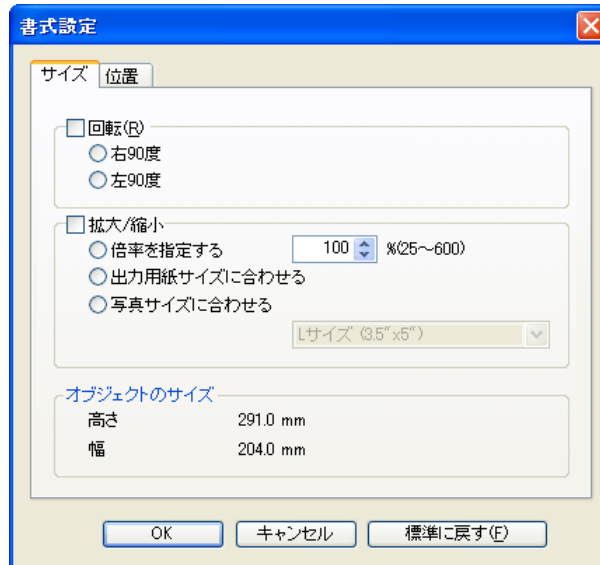 書式設定
サイズ 位置
回転(R)
右90度
左90度
拡大/縮小
倍率を指定する 100 %(25~600)
出力用紙サイズに合わせる
写真サイズに合わせる
Lサイズ (3.5"x5")
オブジェクトのサイズ
高さ 291.0 mm
幅 204.0 mm
OK キャンセル 標準に戻す(F)